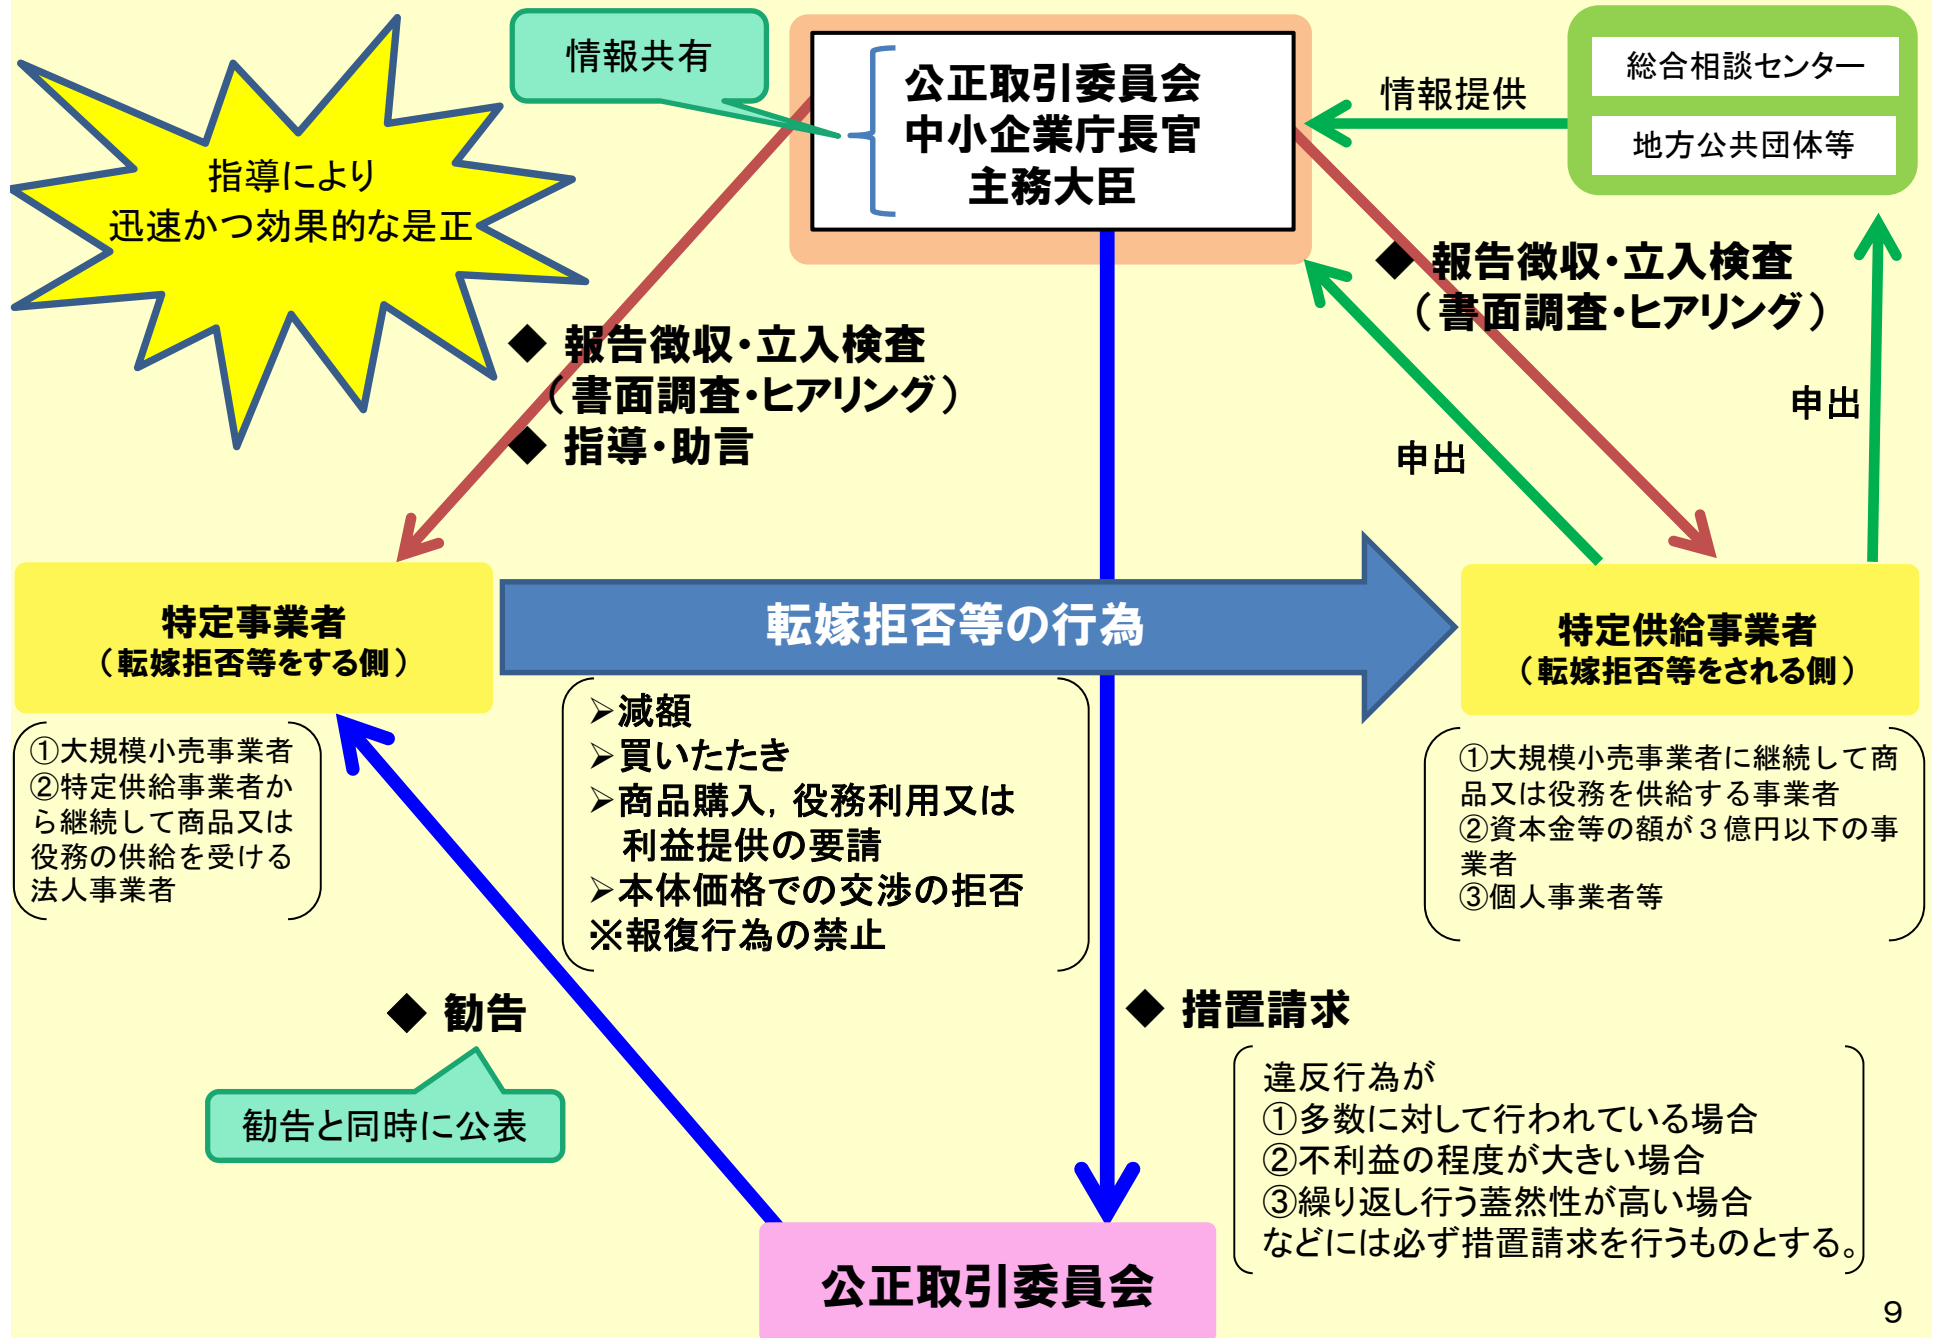 情報共有
公正取引委員会
中小企業庁長官
主務大臣
情報提供
総合相談センター
地方公共団体等
指導により
迅速かつ効果的な是正
◆ 報告徴収・立入検査
（書面調査・ヒアリング）
◆ 指導・助言
◆ 報告徴収・立入検査
（書面調査・ヒアリング）
申出
申出
特定事業者
（転嫁拒否等をする側）
転嫁拒否等の行為
特定供給事業者
（転嫁拒否等をされる側）
①大規模小売事業者
②特定供給事業者か
ら継続して商品又は
役務の供給を受ける
法人事業者
➢減額
➢買いたたき
➢商品購入，役務利用又は
利益提供の要請
➢本体価格での交渉の拒否
※報復行為の禁止
①大規模小売事業者に継続して商
品又は役務を供給する事業者
②資本金等の額が３億円以下の事
業者
③個人事業者等
◆ 勧告
勧告と同時に公表
◆ 措置請求
違反行為が
①多数に対して行われている場合
②不利益の程度が大きい場合
③繰り返し行う蓋然性が高い場合
などには必ず措置請求を行うものとする。
公正取引委員会
9